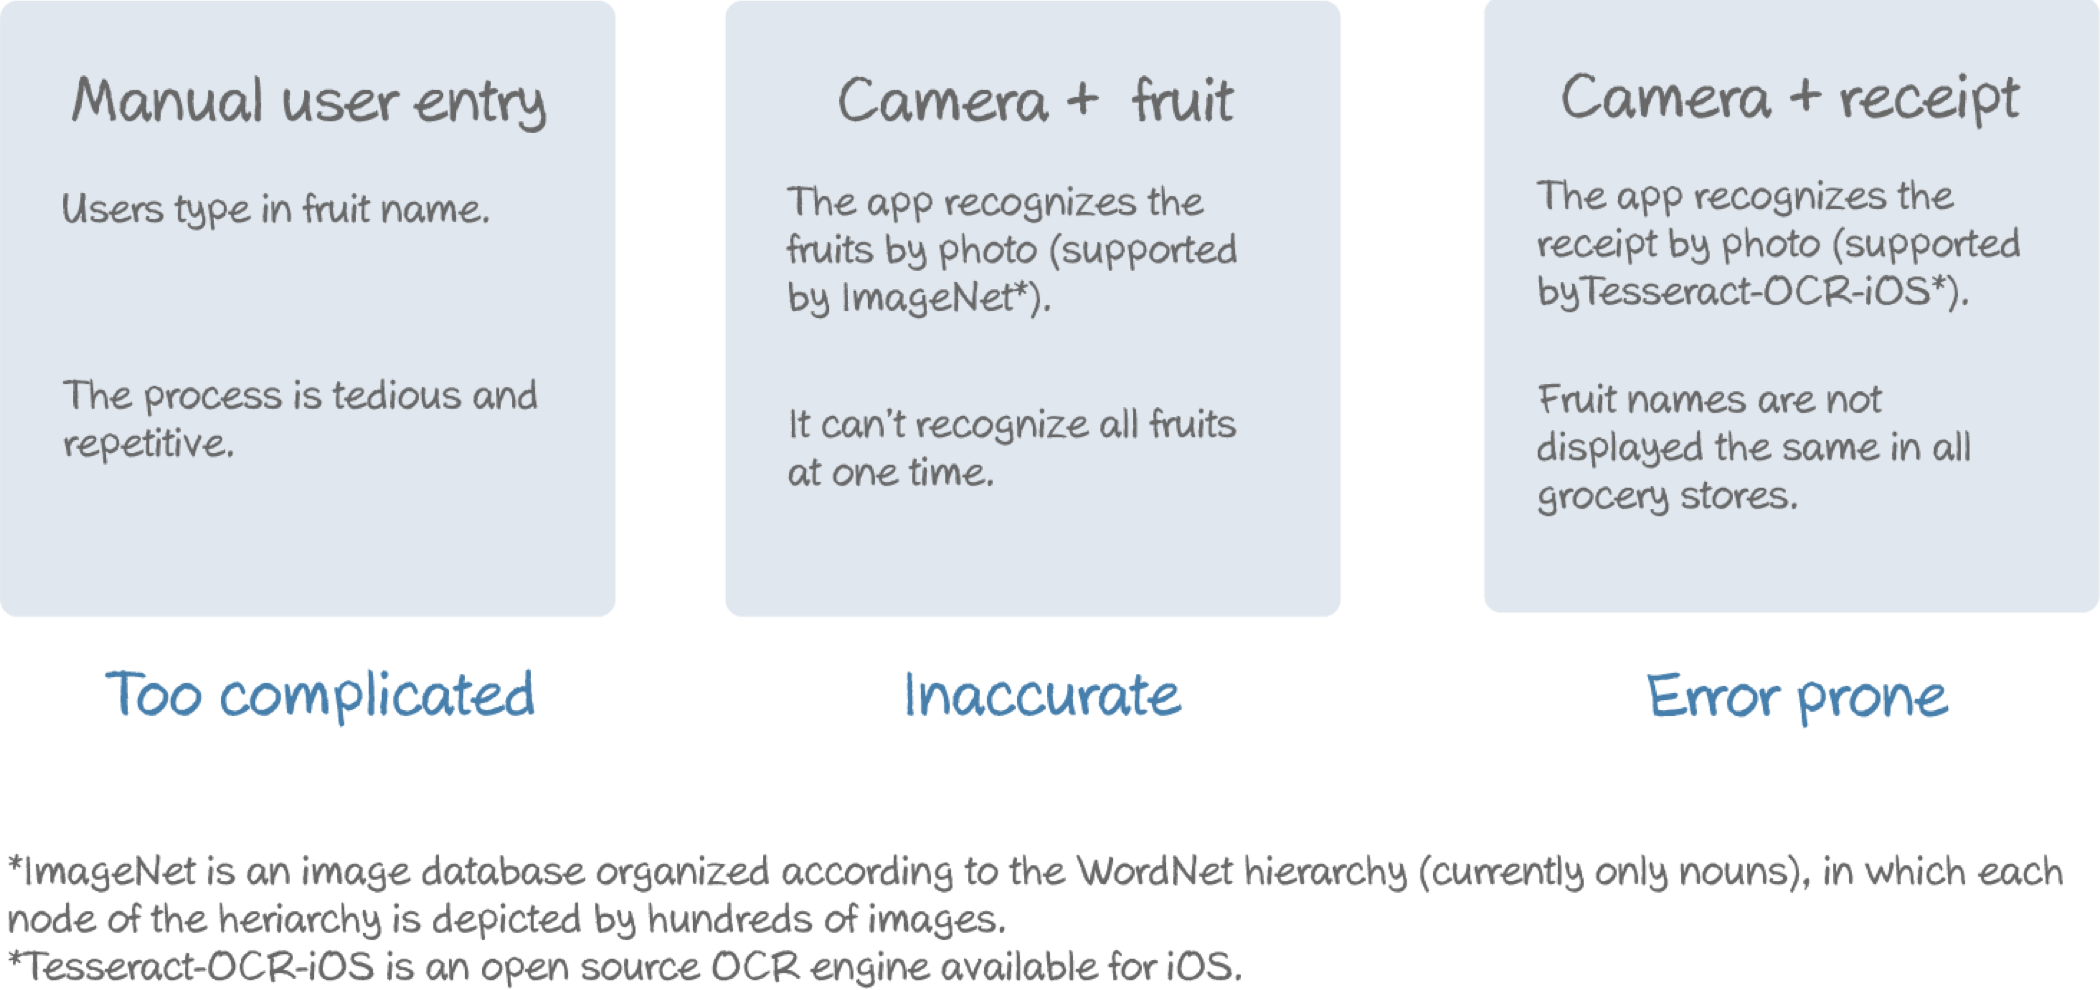 Manual user entry
Users type in fruit name.
The process is tedious and
repetitive.
Too complicated
Camera + fruit
The app recognizes the
fruits by photo (supported
by ImageNet*).
It can't recognize all fruits
at one time.
Inaccurate
Camera + receipt
The app recognizes the
receipt by photo (supported
byTesseract-OCR-iOS*).
Fruit names are not
displayed the same in all
grocery stores.
Error prone
*ImageNet is an image database organized according to the WordNet hierarchy (currently only nouns), in which each
node of the heriarchy is depicted by hundreds of images.
*Tesseract-OCR-iOS is an open source OCR engine available for iOS.